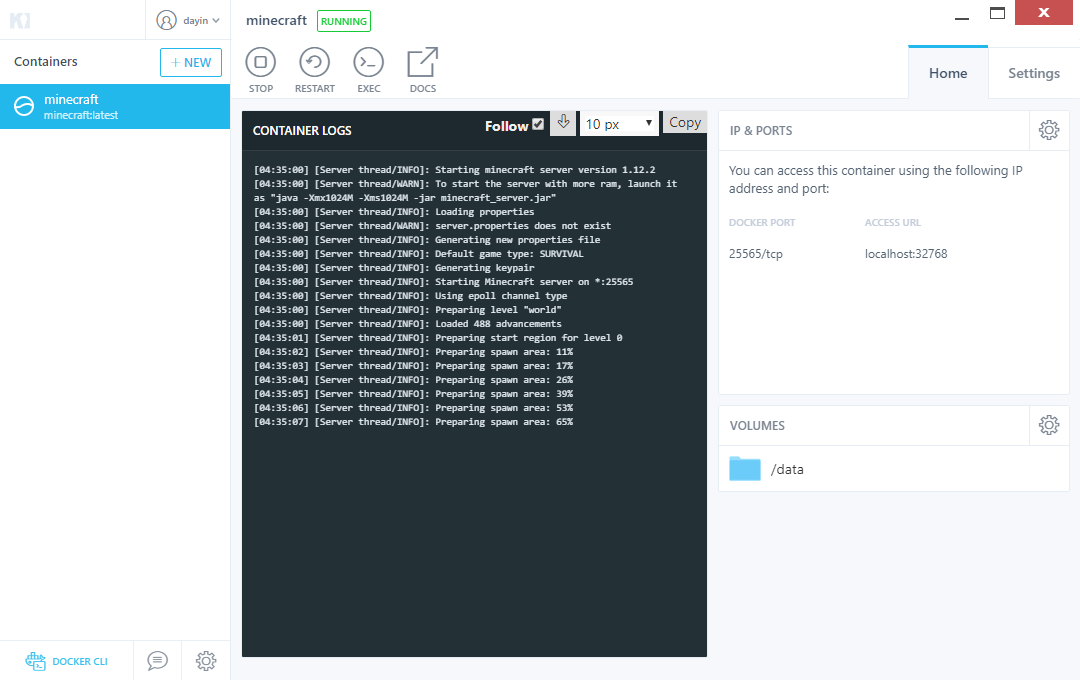 dayin
minecraft RUNNING
Containers
+ NEW
minecraft
minecraft:latest
STOP RESTART EXEC DOCS
Home Settings
CONTAINER LOGS
Follow 10 px Copy
[04:35:00] [Server thread/INFO]: Starting minecraft server version 1.12.2
[04:35:00] [Server thread/WARN]: To start the server with more ram, launch it
as "java -Xmx1024M -Xms1024M -jar minecraft_server.jar"
[04:35:00] [Server thread/INFO]: Loading properties
[04:35:00] [Server thread/WARN]: server.properties does not exist
[04:35:00] [Server thread/INFO]: Generating new properties file
[04:35:00] [Server thread/INFO]: Default game type: SURVIVAL
[04:35:00] [Server thread/INFO]: Generating keypair
[04:35:00] [Server thread/INFO]: Starting Minecraft server on *:25565
[04:35:00] [Server thread/INFO]: Using epoll channel type
[04:35:00] [Server thread/INFO]: Preparing level "world"
[04:35:00] [Server thread/INFO]: Loaded 488 advancements
[04:35:01] [Server thread/INFO]: Preparing start region for level 0
[04:35:02] [Server thread/INFO]: Preparing spawn area: 11%
[04:35:03] [Server thread/INFO]: Preparing spawn area: 17%
[04:35:04] [Server thread/INFO]: Preparing spawn area: 26%
[04:35:05] [Server thread/INFO]: Preparing spawn area: 39%
[04:35:06] [Server thread/INFO]: Preparing spawn area: 53%
[04:35:07] [Server thread/INFO]: Preparing spawn area: 65%
IP & PORTS
You can access this container using the following IP
address and port:
DOCKER PORT ACCESS URL
25565/tcp localhost:32768
VOLUMES
/data
DOCKER CLI